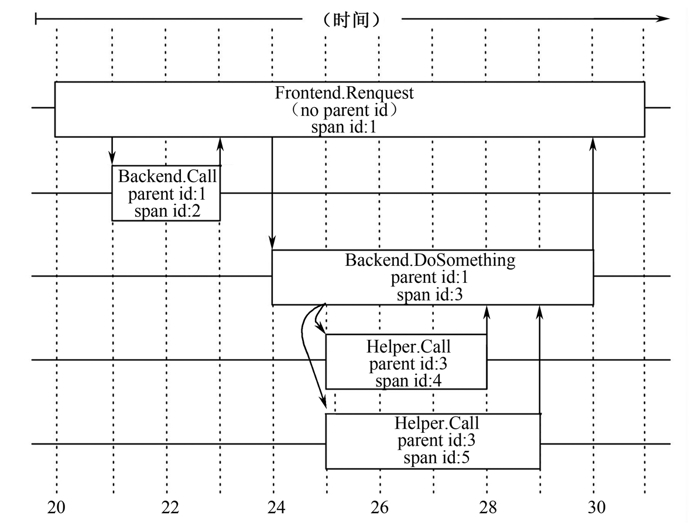 （时间）
Frontend.Renquest
（no parent id）
span id:1
Backend.Call
parent id:1
span id:2
Backend.DoSomething
parent id:1
span id:3
Helper.Call
parent id:3
span id:4
Helper.Call
parent id:3
span id:5
20 22 24 26 28 30